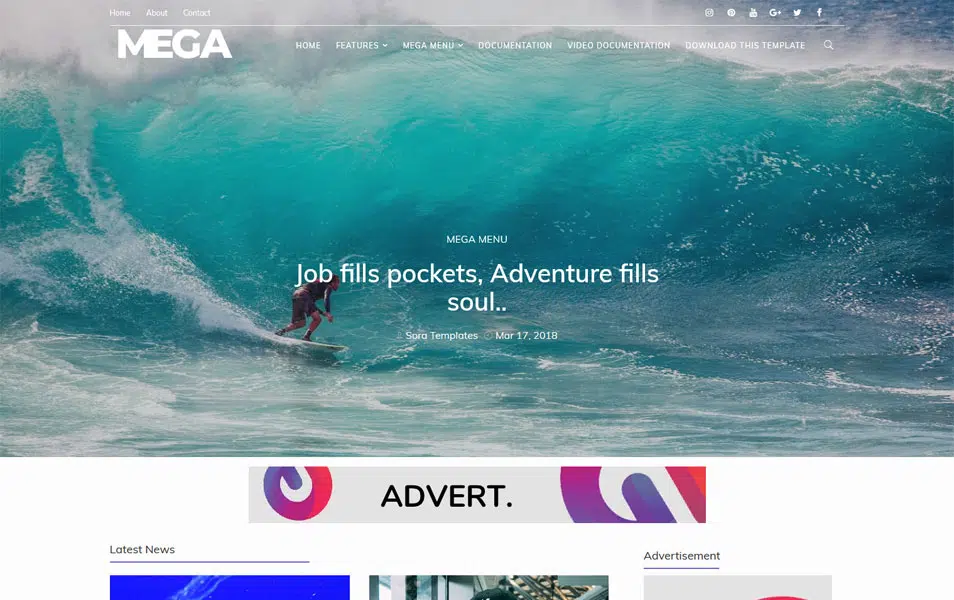 Home About Contact
MEGA
HOME FEATURES MEGA MENU DOCUMENTATION VIDEO DOCUMENTATION DOWNLOAD THIS TEMPLATE
MEGA MENU
Job fills pockets, Adventure fills
soul..
Sora Templates Mar 17, 2018
ADVERT.
Latest News
Advertisement